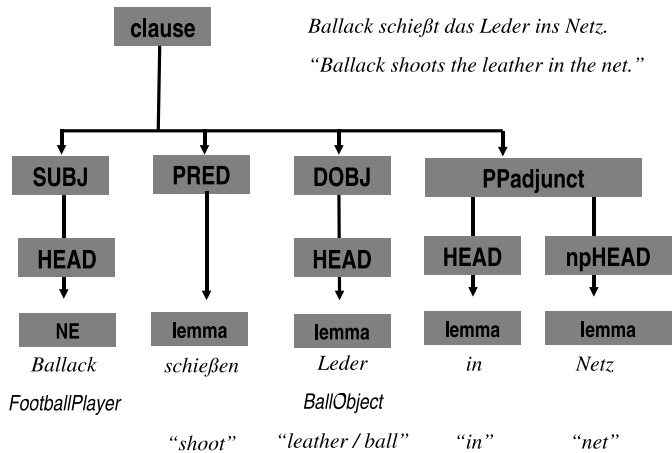 clause
Ballack schießt das Leder ins Netz.
“Ballack shoots the leather in the net.”
SUBJ PRED DOBJ PPadjunct
HEAD HEAD HEAD npHEAD
NE lemma lemma lemma lemma
Ballack schießen Leder in Netz
FootballPlayer BallObject
“shoot” “leather / ball” “in” “net”